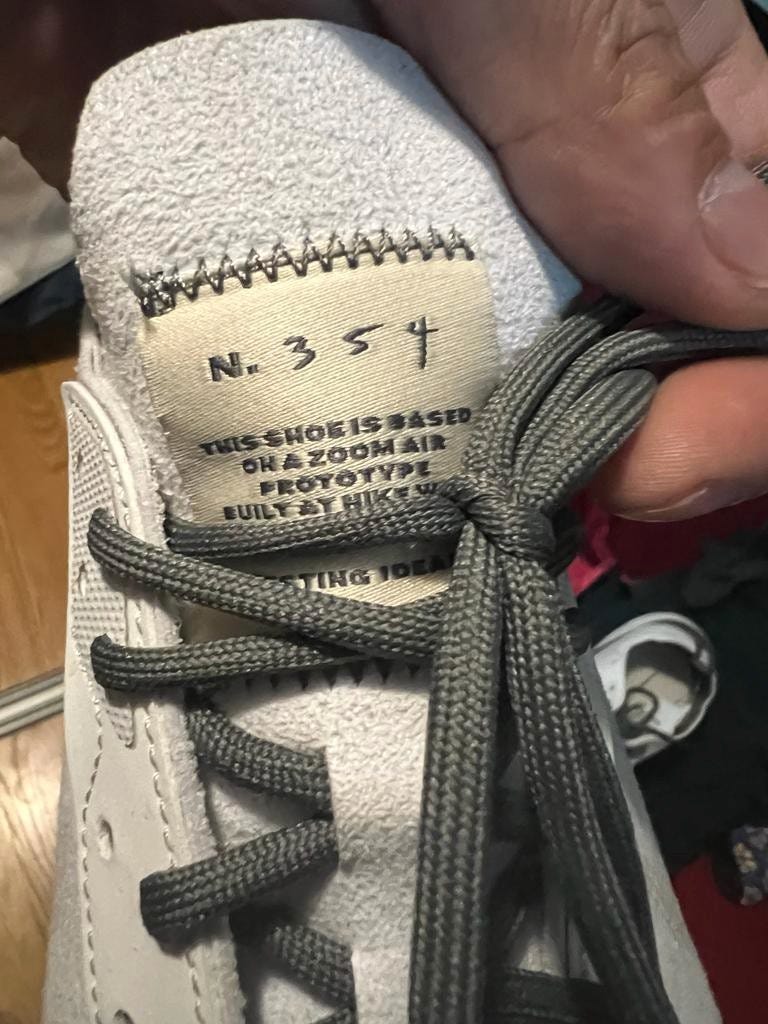 N. 354
THIS SHOE IS BASED
ON A ZOOM AIR
PROTOTYPE
BUILT AT NIKE